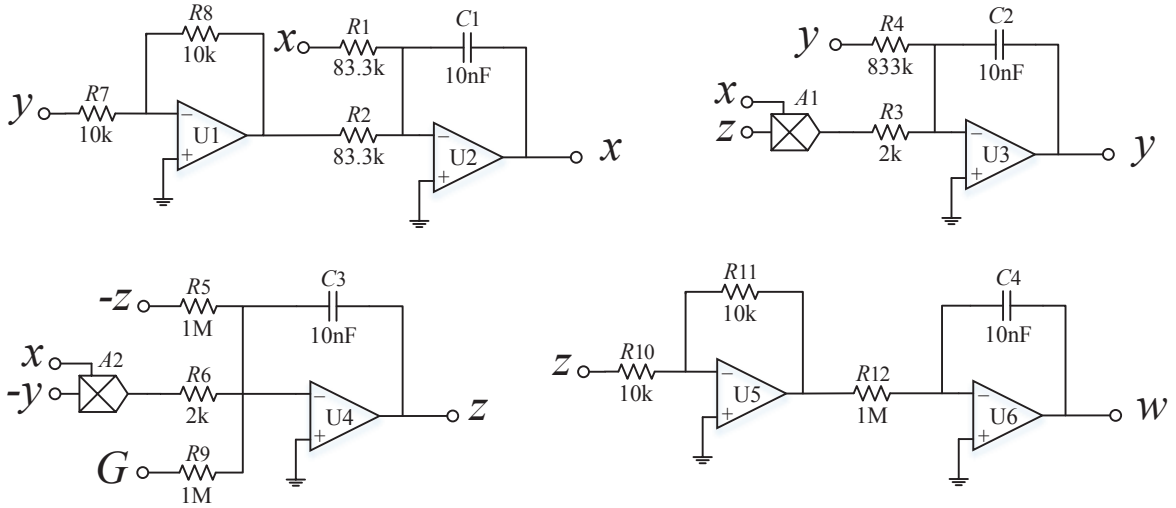 R8
10k
y
R7
10k
U1
x
R1
83.3k
R2
83.3k
C1
10nF
U2
x
y
R4
833k
x
z
A1
R3
2k
C2
10nF
U3
y
-z
R5
1M
x
-y
A2
R6
2k
G
R9
1M
C3
10nF
U4
z
z
R10
10k
R11
10k
U5
R12
1M
C4
10nF
U6
w